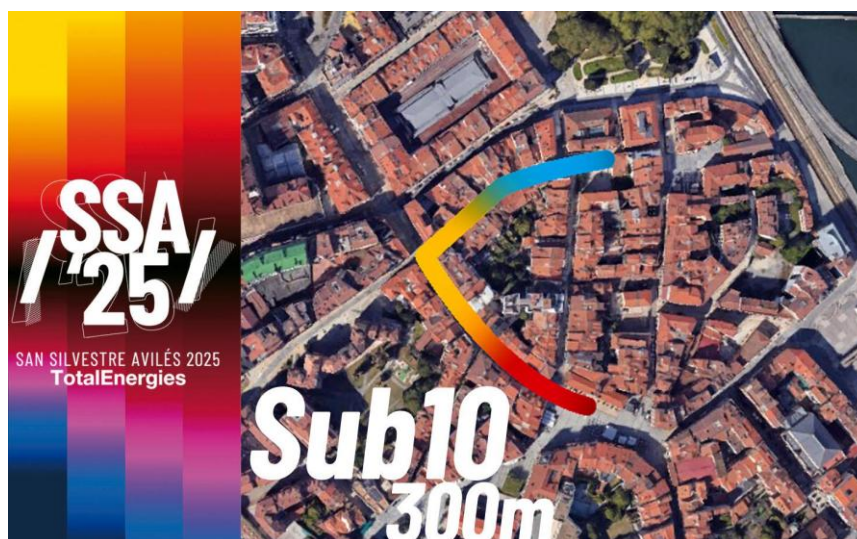 SSA
/'25/
SAN SILVESTRE AVILÉS 2025
TotalEnergies
Sub10
300m